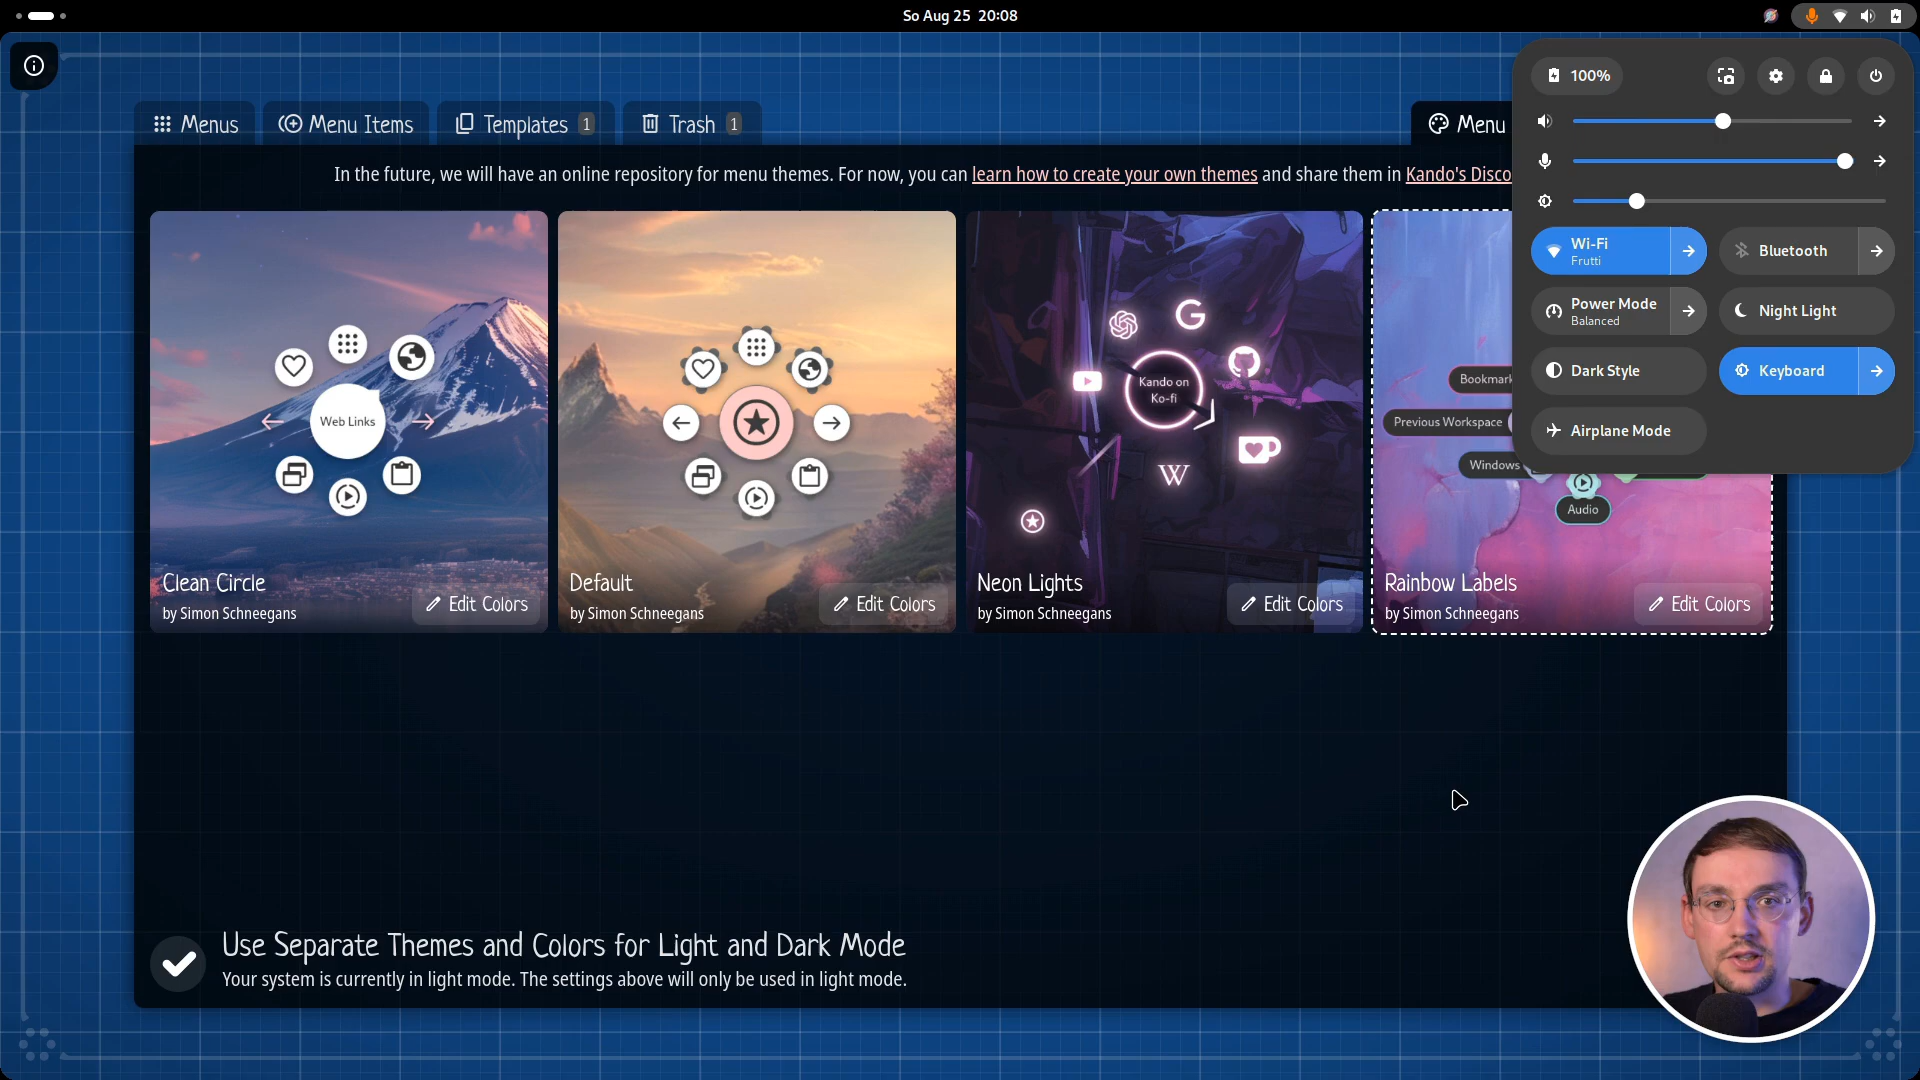 So Aug 25 20:08
100%
Menus
Menu Items
Templates 1
Trash 1
Menu
In the future, we will have an online repository for menu themes. For now, you can learn how to create your own themes and share them in Kando's Disco
Wi-Fi
Frutti
Bluetooth
Power Mode
Balanced
Night Light
Dark Style
Keyboard
Airplane Mode
Web Links
Kando on
Ko-fi
W
Bookmark
Previous Workspace
Windows
Audio
Clean Circle
by Simon Schneegans
Edit Colors
Default
by Simon Schneegans
Edit Colors
Neon Lights
by Simon Schneegans
Edit Colors
Rainbow Labels
by Simon Schneegans
Edit Colors
Use Separate Themes and Colors for Light and Dark Mode
Your system is currently in light mode. The settings above will only be used in light mode.